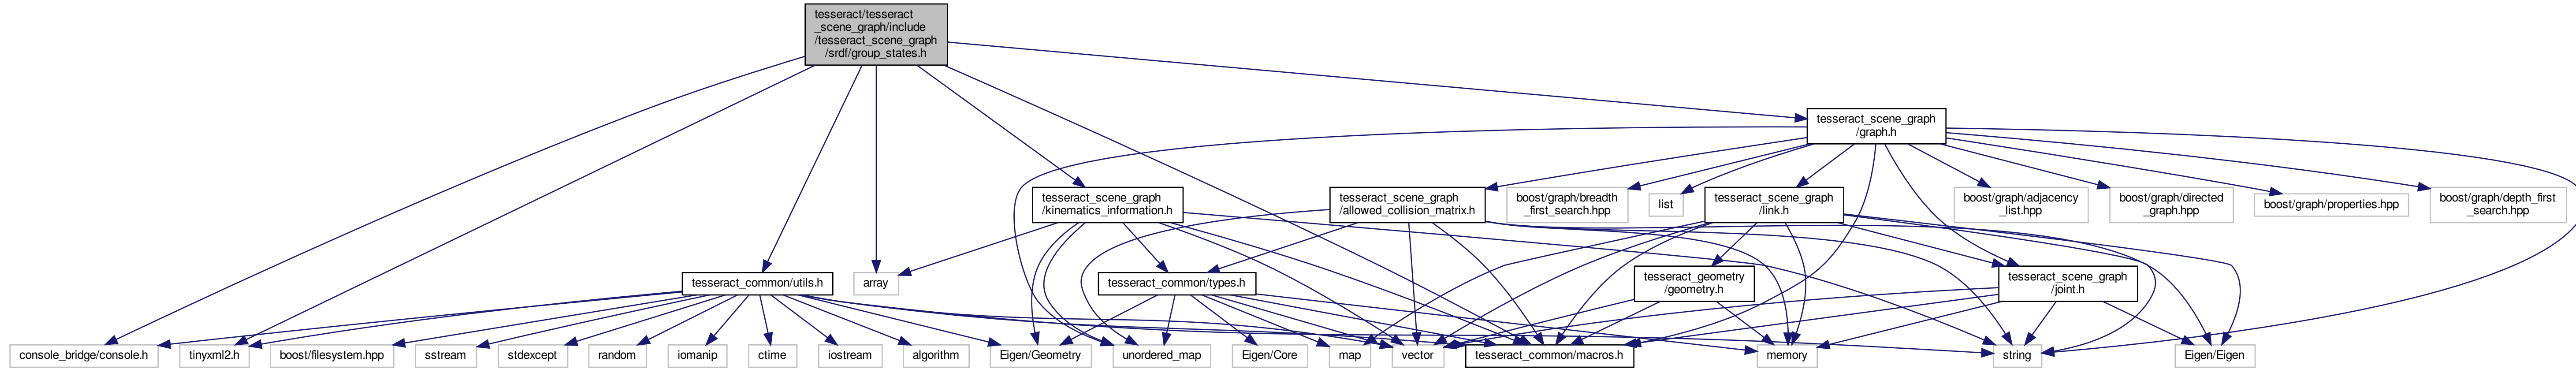 tesseract/tesseract
_scene_graph/include
/tesseract_scene_graph
/srdf/group_states.h
tesseract_scene_graph
/graph.h
tesseract_scene_graph
/kinematics_information.h
tesseract_scene_graph
/allowed_collision_matrix.h
boost/graph/breadth
_first_search.hpp
list
tesseract_scene_graph
/link.h
boost/graph/adjacency
_list.hpp
boost/graph/directed
_graph.hpp
boost/graph/properties.hpp
boost/graph/depth_first
_search.hpp
tesseract_common/utils.h
array
tesseract_common/types.h
tesseract_geometry
/geometry.h
tesseract_scene_graph
/joint.h
console_bridge/console.h
tinyxml2.h
boost/filesystem.hpp
sstream
stdexcept
random
iomanip
ctime
iostream
algorithm
Eigen/Geometry
unordered_map
Eigen/Core
map
vector
tesseract_common/macros.h
memory
string
Eigen/Eigen